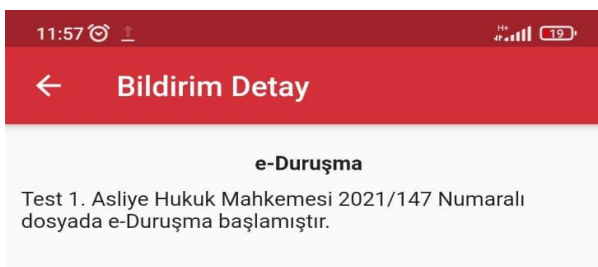 11:57
H+
19
Bildirim Detay
e-Duruşma
Test 1. Asliye Hukuk Mahkemesi 2021/147 Numaralı
dosyada e-Duruşma başlamıştır.